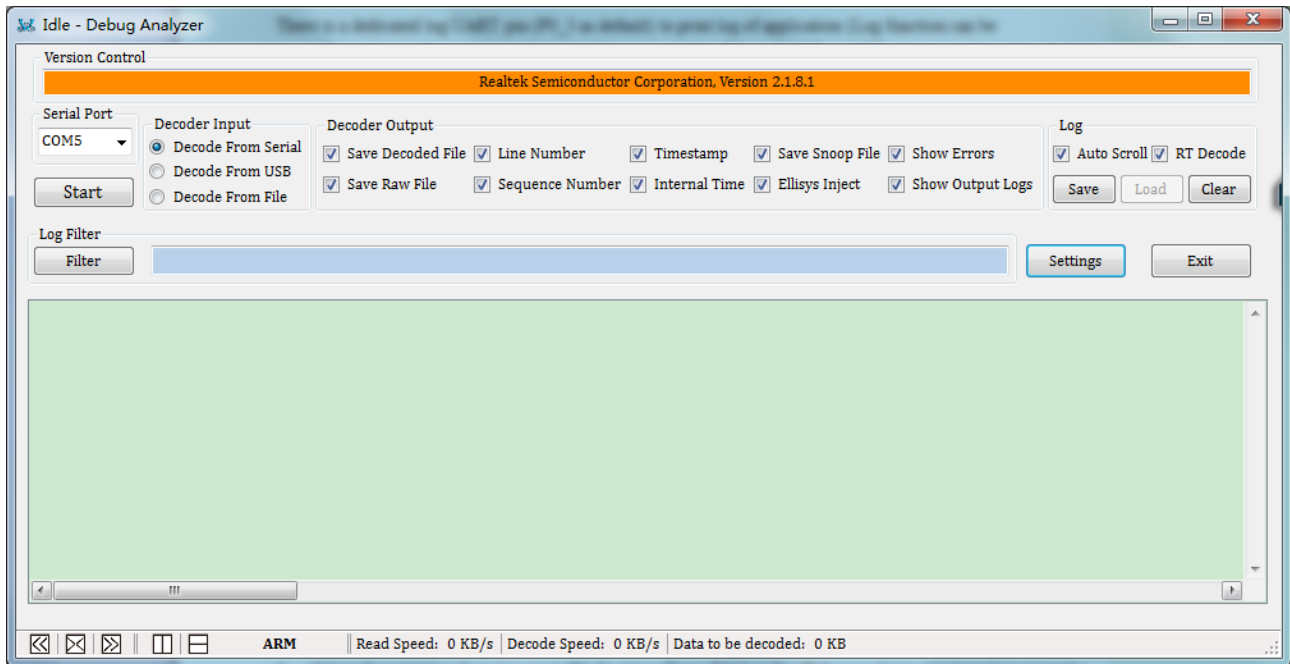 Idle - Debug Analyzer
Version Control
Realtek Semiconductor Corporation, Version 2.1.8.1
Serial Port
COM5
Start
Decoder Input
Decode From Serial
Decode From USB
Decode From File
Decoder Output
Save Decoded File Line Number Timestamp Save Snoop File Show Errors
Save Raw File Sequence Number Internal Time Ellisys Inject Show Output Logs
Log
Auto Scroll RT Decode
Save Load Clear
Log Filter
Filter
Settings Exit
ARM Read Speed: 0 KB/s Decode Speed: 0 KB/s Data to be decoded: 0 KB